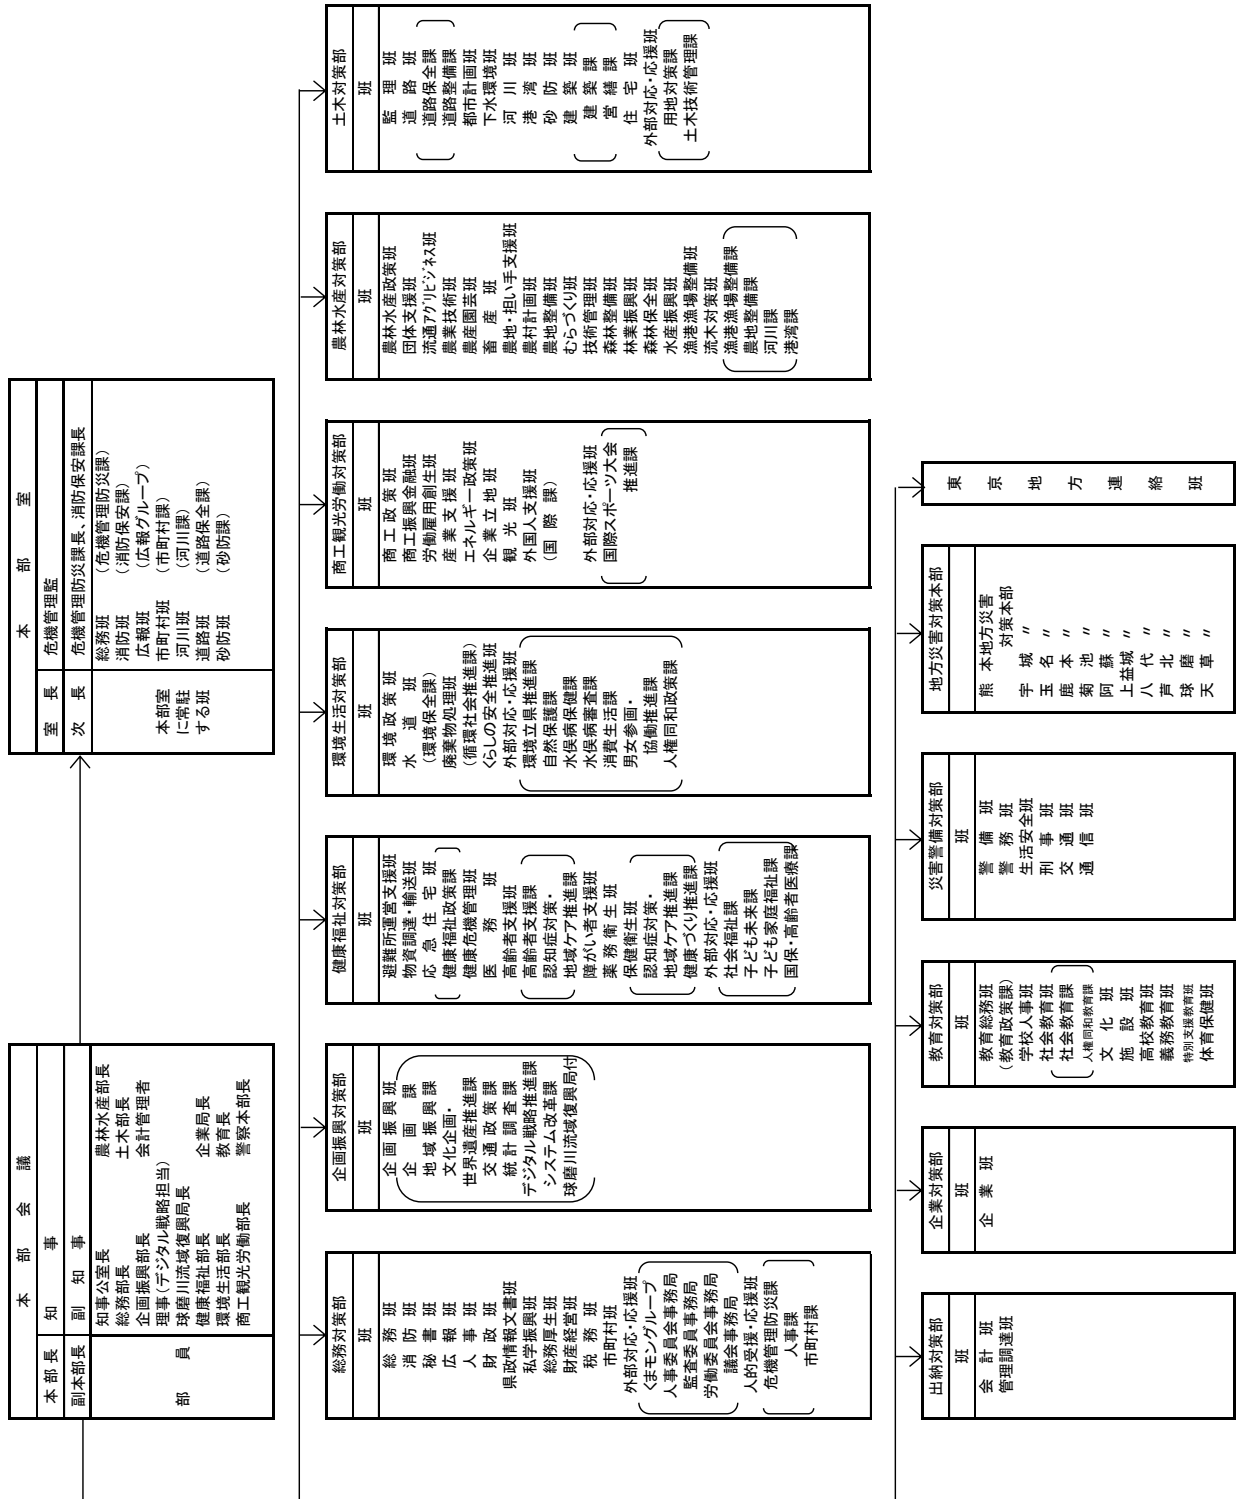 本部会議
本部長 知事
副本部長 副知事
部員
知事公室長 農林水産部長
総務部長 土木部長
企画振興部長 会計管理者
理事(デジタル戦略担当)
球磨川流域復興局長
健康福祉部長 企業局長
環境生活部長 教育長
商工観光労働部長 警察本部長
本部室
室長 危機管理監
次長 危機管理防災課長、消防保安課長
本部室
に常駐
する班
総務班 (危機管理防災課)
消防班 (消防保安課)
広報班 (広報グループ)
市町村班 (市町村課)
河川班 (河川課)
道路班 (道路保全課)
砂防班 (砂防課)
総務対策部
班
総務班
消防班
秘書班
広報班
人事班
財政班
県政情報文書班
私学振興班
総務厚生班
財産経営班
税務班
市町村班
外部対応・応援班
くまモングループ
人事委員会事務局
監査委員事務局
労働委員会事務局
議会事務局
人的受援・応援班
危機管理防災課
人事課
市町村課
企画振興対策部
班
企画振興班
企画課
地域振興課
文化企画・
世界遺産推進課
交通政策課
統計調査課
デジタル戦略推進課
システム改革課
球磨川流域復興局付
健康福祉対策部
班
避難所運営支援班
物資調達・輸送班
応急住宅班
健康福祉政策課
健康危機管理班
医務班
高齢者支援班
高齢者支援課
認知症対策・
地域ケア推進課
障がい者支援班
薬務衛生班
保健衛生班
認知症対策・
地域ケア推進課
健康づくり推進課
外部対応・応援班
社会福祉課
子ども未来課
子ども家庭福祉課
国保・高齢者医療課
環境生活対策部
班
環境政策班
水道班
(環境保全課)
廃棄物処理班
(循環社会推進課)
くらしの安全推進班
外部対応・応援班
環境立県推進課
自然保護課
水俣病保健課
水俣病審査課
消費生活課
男女参画・
協働推進課
人権同和政策課
商工観光労働対策部
班
商工政策班
商工振興金融班
労働雇用創生班
産業支援班
エネルギー政策班
企業立地班
観光班
外国人支援班
(国際課)
外部対応・応援班
国際スポーツ大会
推進課
農林水産対策部
班
農林水産政策班
団体支援班
流通アグリビジネス班
農業技術班
農産園芸班
畜産班
農地・担い手支援班
農村計画班
農地整備班
むらづくり班
技術管理班
森林整備班
林業振興班
森林保全班
水産振興班
漁港漁場整備班
流木対策班
漁港漁場整備課
農地整備課
河川課
港湾課
土木対策部
班
監理班
道路班
道路保全課
道路整備課
都市計画班
下水環境班
河川班
港湾班
砂防班
建築班
建築課
営繕課
住宅班
外部対応・応援班
用地対策課
土木技術管理課
出納対策部
班
会計班
管理調達班
企業対策部
班
企業班
教育対策部
班
教育総務班
(教育政策課)
学校人事班
社会教育班
社会教育課
人権同和教育課
文化班
施設班
高校教育班
義務教育班
特別支援教育班
体育保健班
災害警備対策部
班
警備班
警務班
生活安全班
刑事班
交通班
通信班
地方災害対策本部
熊本地方災害
対策本部
宇城 〃
玉名 〃
鹿本 〃
菊池 〃
阿蘇 〃
上益城 〃
八代 〃
芦北 〃
球磨 〃
天草 〃
東京地方連絡班